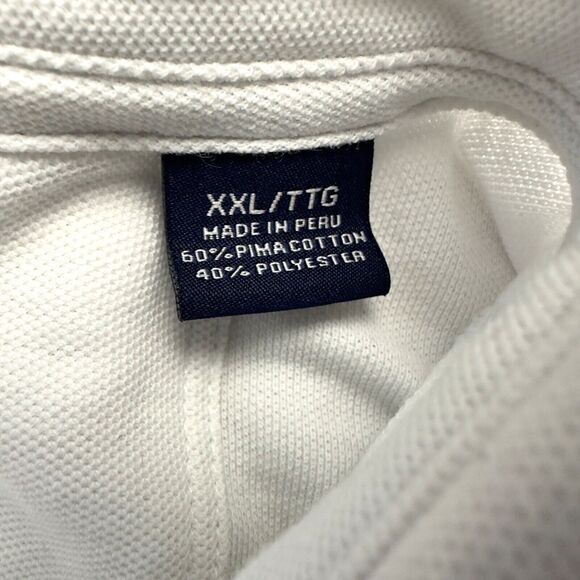 XXL/TTG
MADE IN PERU
60% PIMA COTTON
40% POLYESTER